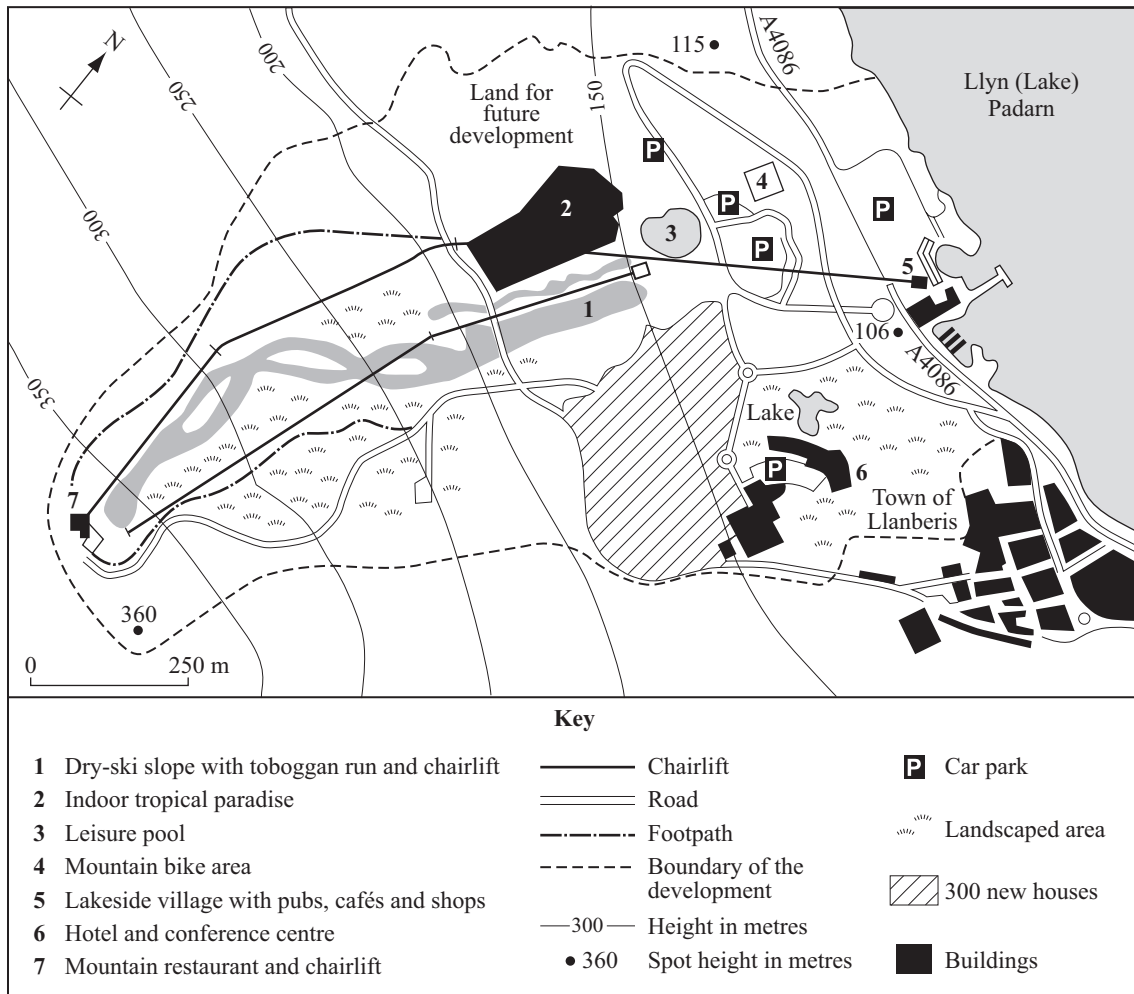 N
115
A4086
Llyn (Lake)
Padarn
200
250
150
Land for
future
development
P
4
P
P
2
3
P
300
5
1
106
A4086
350
Lake
P
6
7
Town of
Llanberis
360
0 250 m
Key
1 Dry-ski slope with toboggan run and chairlift
2 Indoor tropical paradise
3 Leisure pool
4 Mountain bike area
5 Lakeside village with pubs, cafés and shops
6 Hotel and conference centre
7 Mountain restaurant and chairlift
Chairlift
Road
Footpath
Boundary of the
development
300 Height in metres
360 Spot height in metres
P Car park
Landscaped area
300 new houses
Buildings